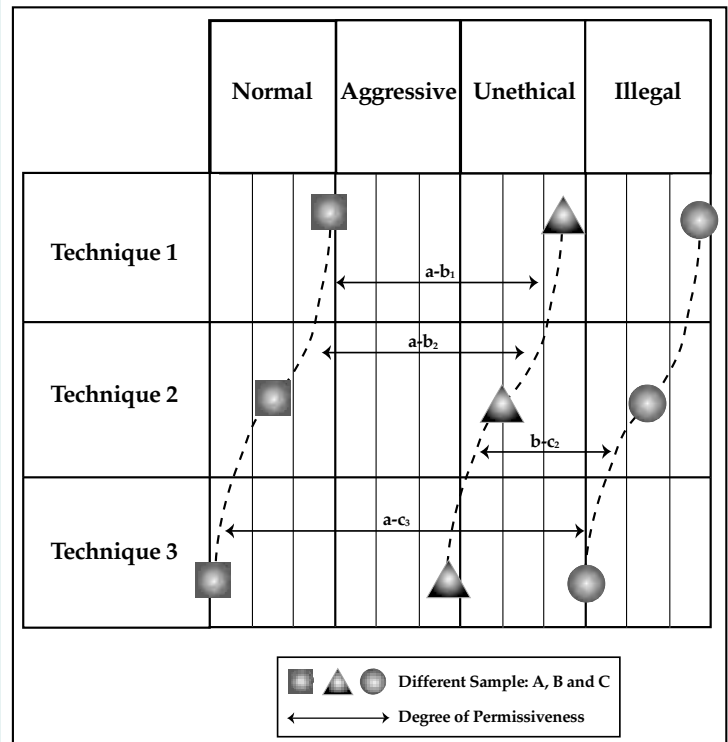 Normal Aggressive Unethical Illegal
Technique 1
a-b₁
a-b₂
Technique 2
b-c₂
a-c₃
Technique 3
Different Sample: A, B and C
Degree of Permissiveness